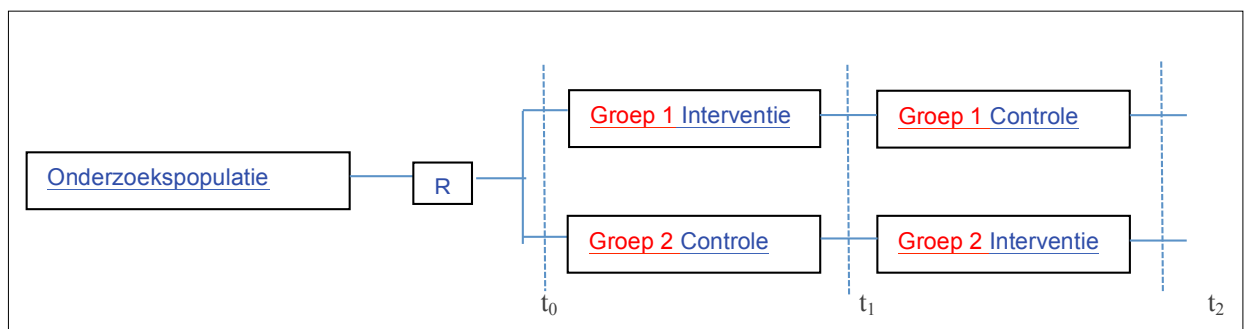 Groep 1 Interventie
Groep 1 Controle
Onderzoekspopulatie
R
Groep 2 Controle
Groep 2 Interventie
t0
t1
t2